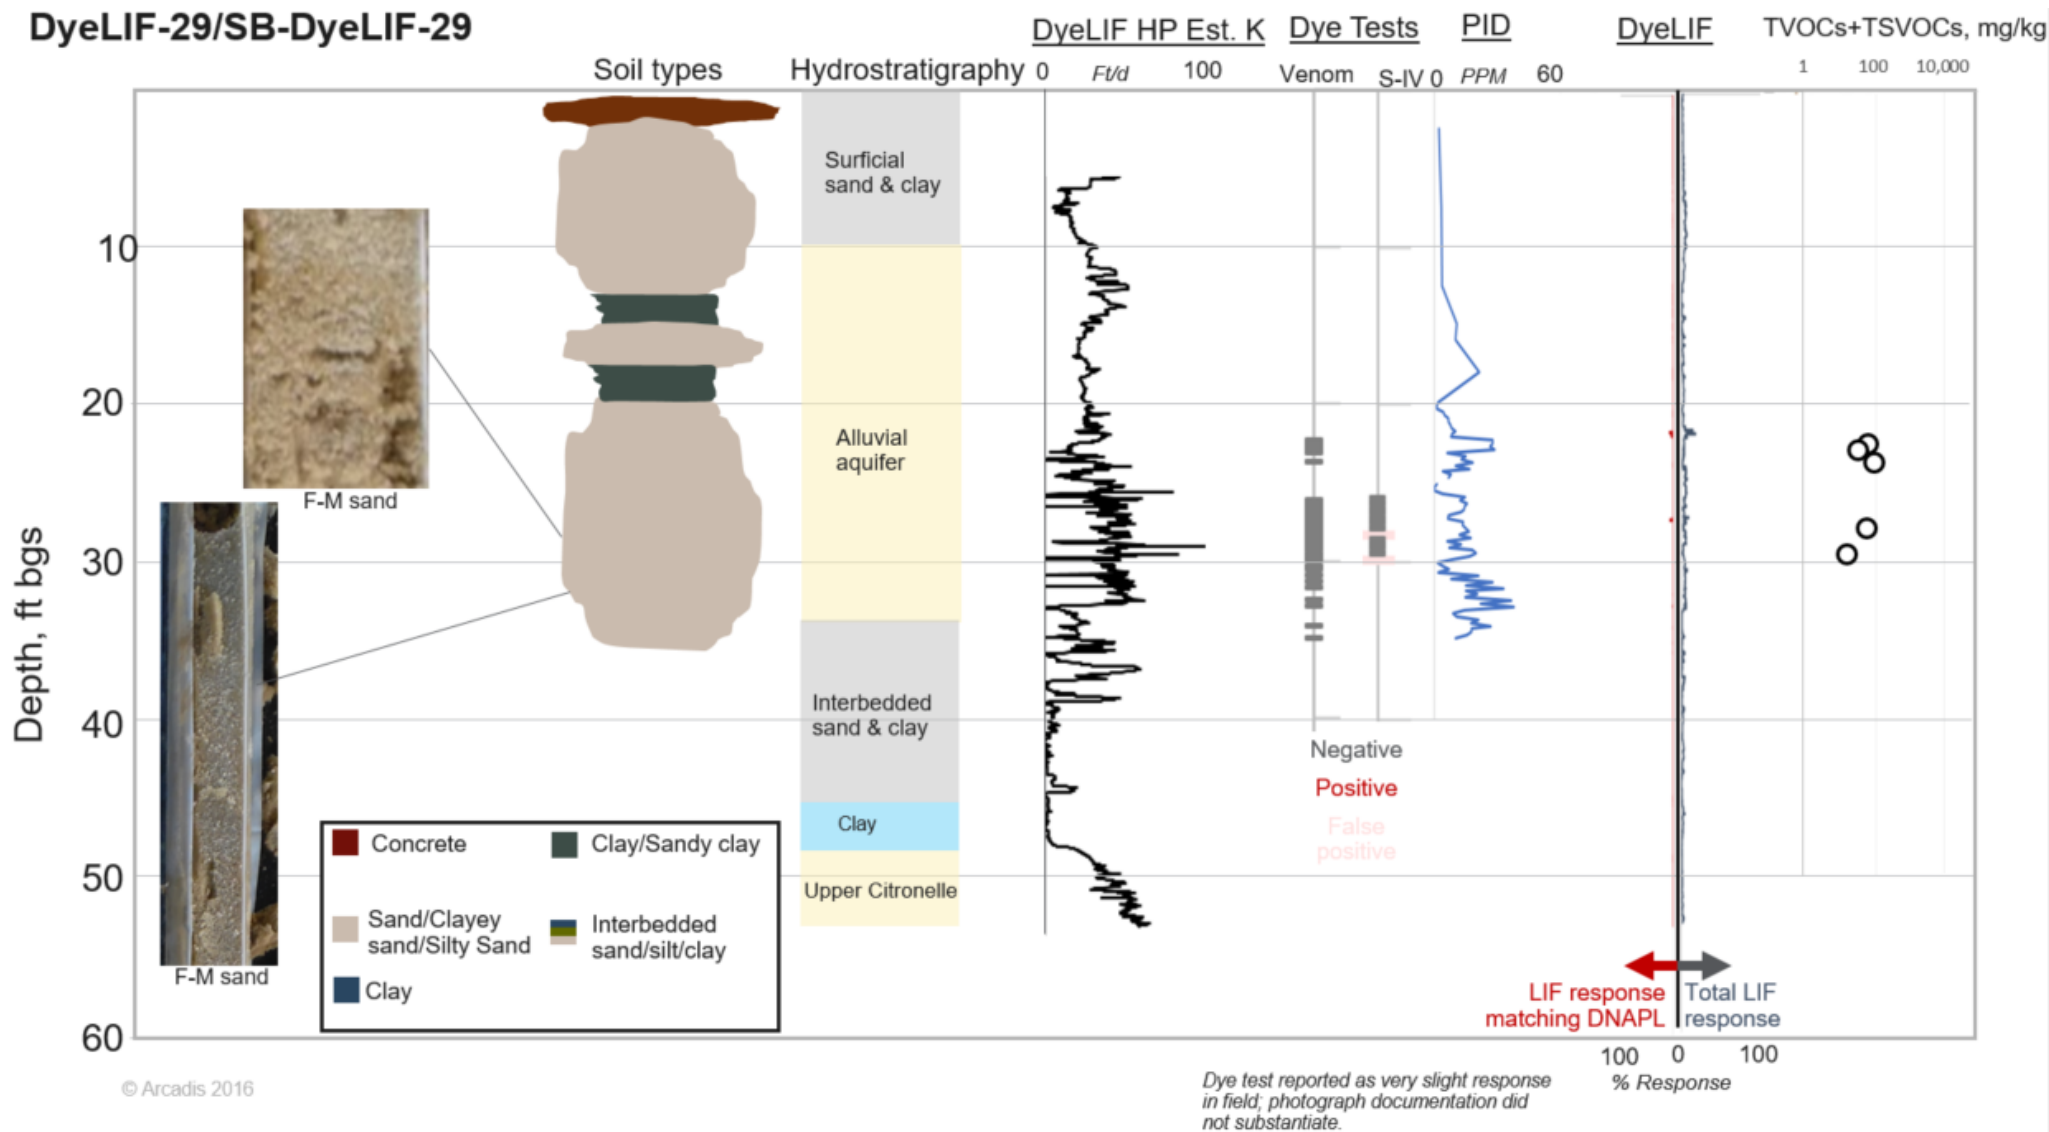 DyeLIF-29/SB-DyeLIF-29
DyeLIF HP Est. K
Dye Tests
PID
DyeLIF
TVOCs+TSVOCs, mg/kg
Soil types
Hydrostratigraphy
0 Ft/d 100
Venom
S-IV
0 PPM 60
1 100 10,000
Depth, ft bgs
10
20
30
40
50
60
F-M sand
F-M sand
Surficial
sand & clay
Alluvial
aquifer
Interbedded
sand & clay
Clay
Upper Citronelle
Negative
Positive
False
positive
Concrete
Clay/Sandy clay
Sand/Clayey
sand/Silty Sand
Interbedded
sand/silt/clay
Clay
LIF response
matching DNAPL
Total LIF
response
100 0 100
% Response
Dye test reported as very slight response
in field; photograph documentation did
not substantiate.
© Arcadis 2016